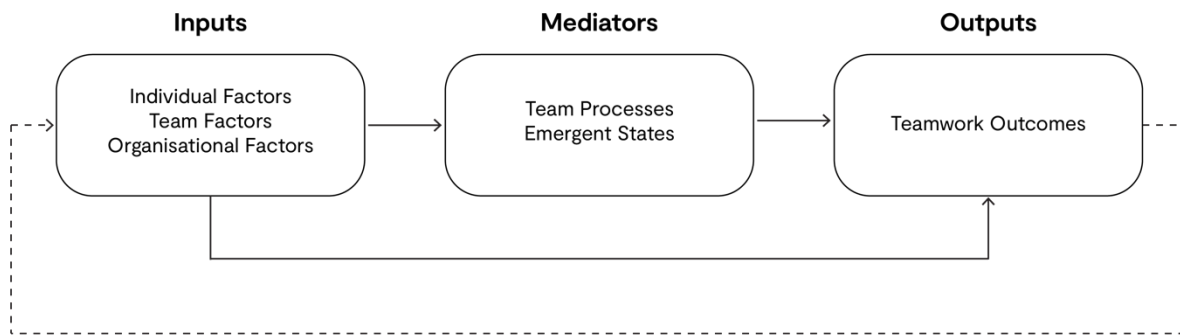 Inputs
Mediators
Outputs
Individual Factors
Team Factors
Organisational Factors
Team Processes
Emergent States
Teamwork Outcomes